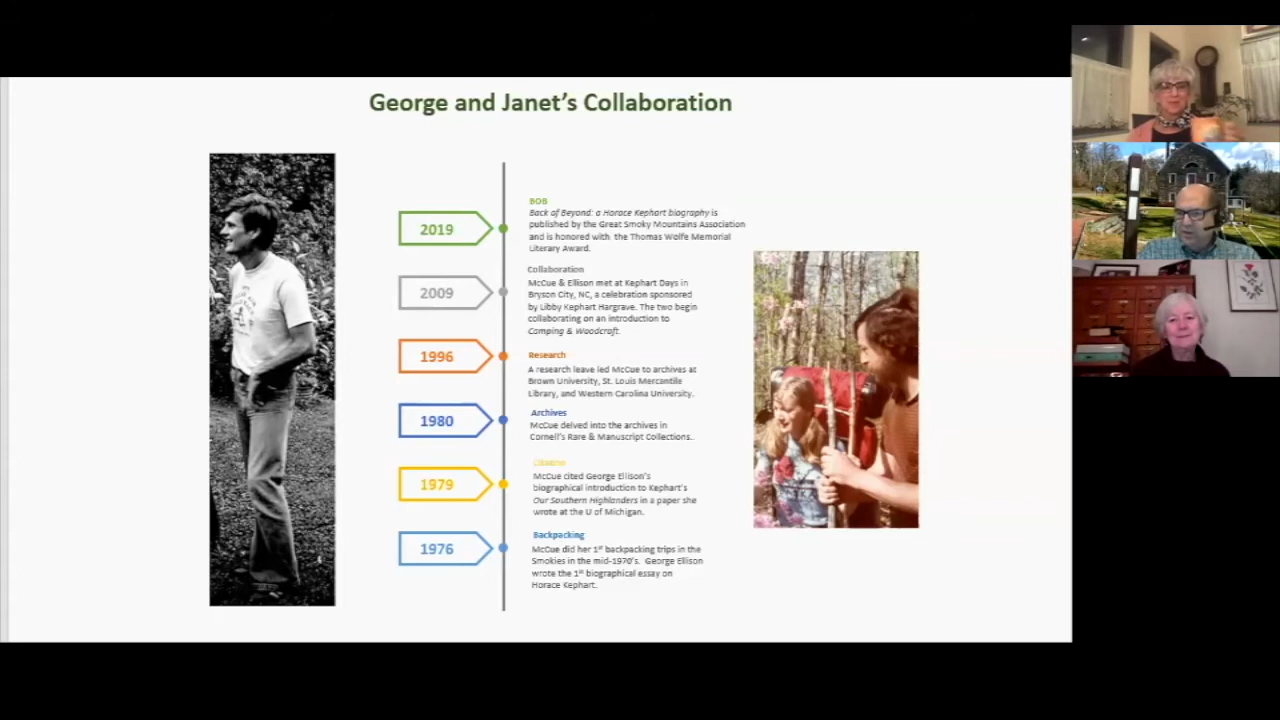 George and Janet's Collaboration
2019
BOB
Back of Beyond: a Horace Kephart biography is
published by the Great Smoky Mountains Association
and is honored with the Thomas Wolfe Memorial
Literary Award.
2009
Collaboration
McCue & Ellison met at Kephart Days in
Bryson City, NC, a celebration sponsored
by Libby Kephart Hargrave. The two begin
collaborating on an introduction to
Camping & Woodcraft.
1996
Research
A research leave led McCue to archives at
Brown University, St. Louis Mercantile
Library, and Western Carolina University.
1980
Archives
McCue delved into the archives in
Cornell's Rare & Manuscript Collections.
1979
McCue cited George Ellison's
biographical introduction to Kephart's
Our Southern Highlanders in a paper she
wrote at the U of Michigan.
1976
Backpacking
McCue did her 1st backpacking trips in the
Smokies in the mid-1970's. George Ellison
wrote the 1st biographical essay on
Horace Kephart.